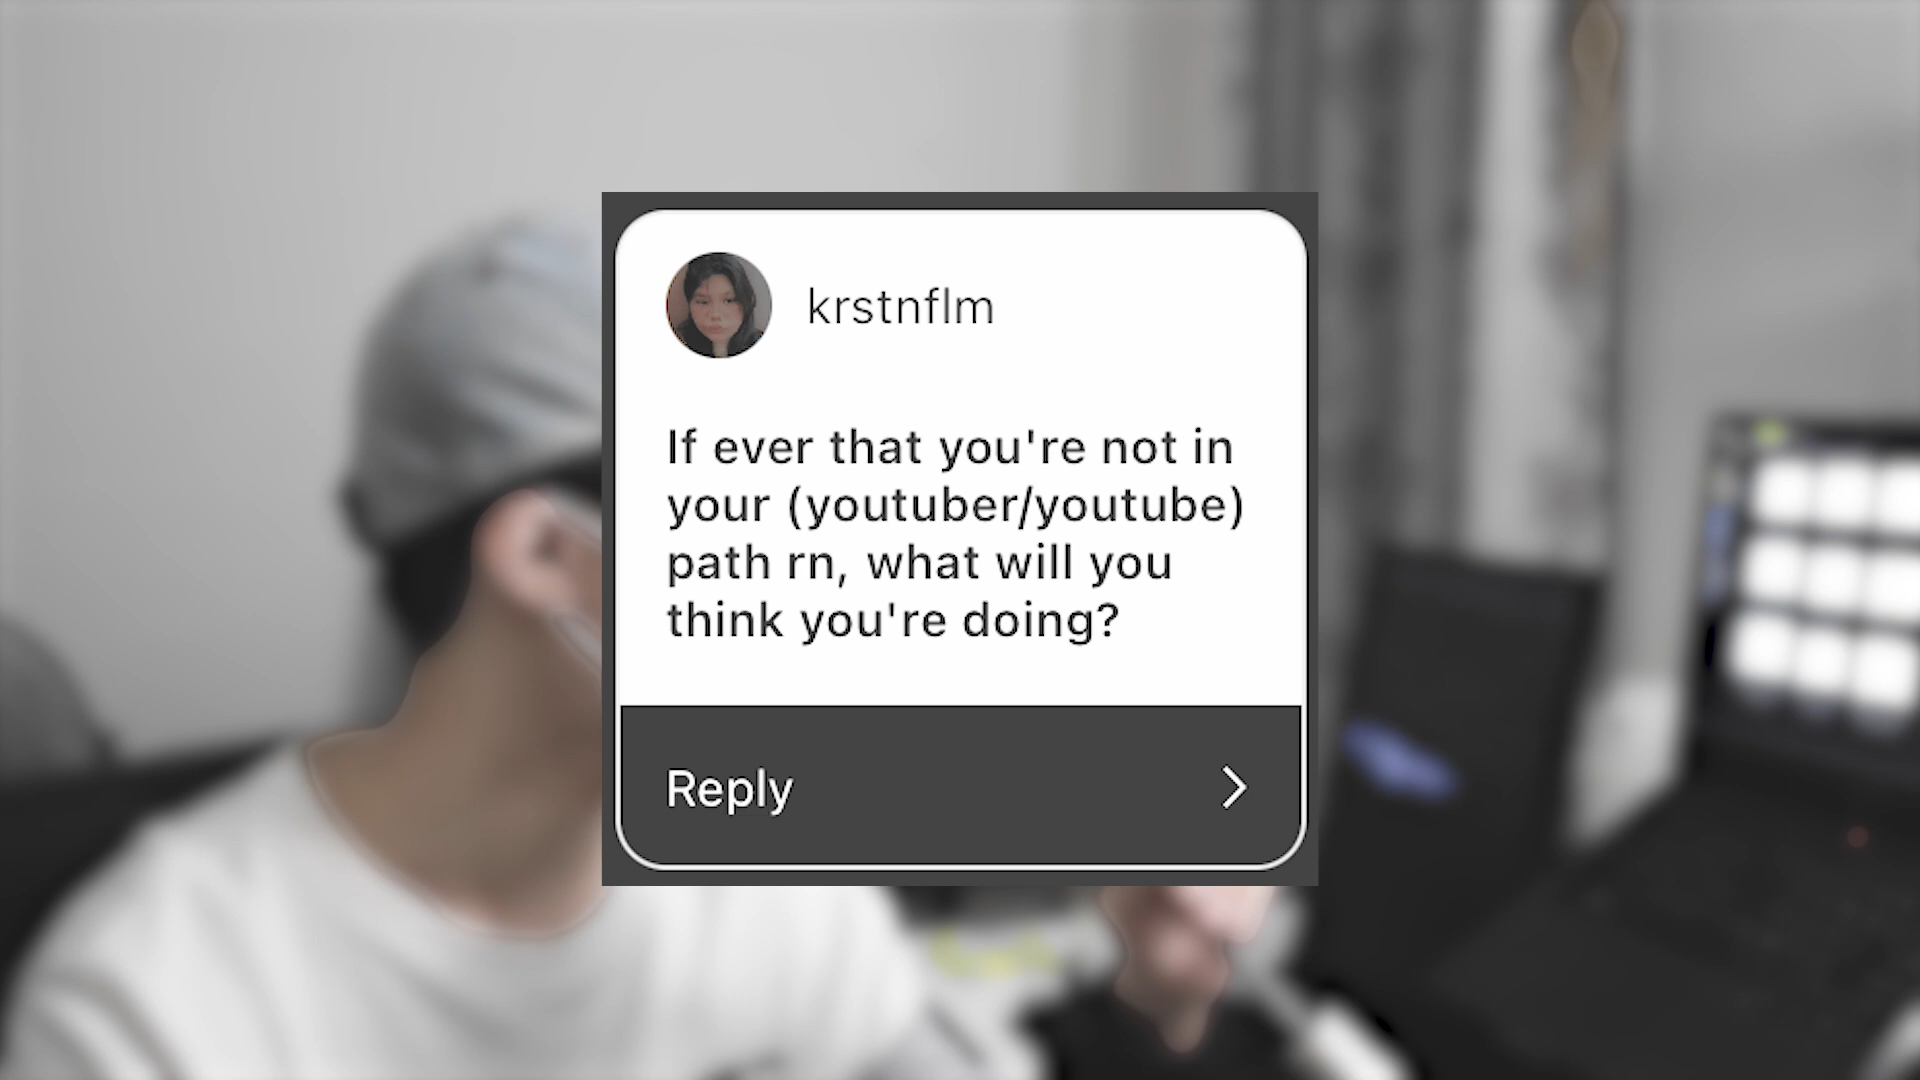 krstnflm
If ever that you're not in
your (youtuber/youtube)
path rn, what will you
think you're doing?
Reply